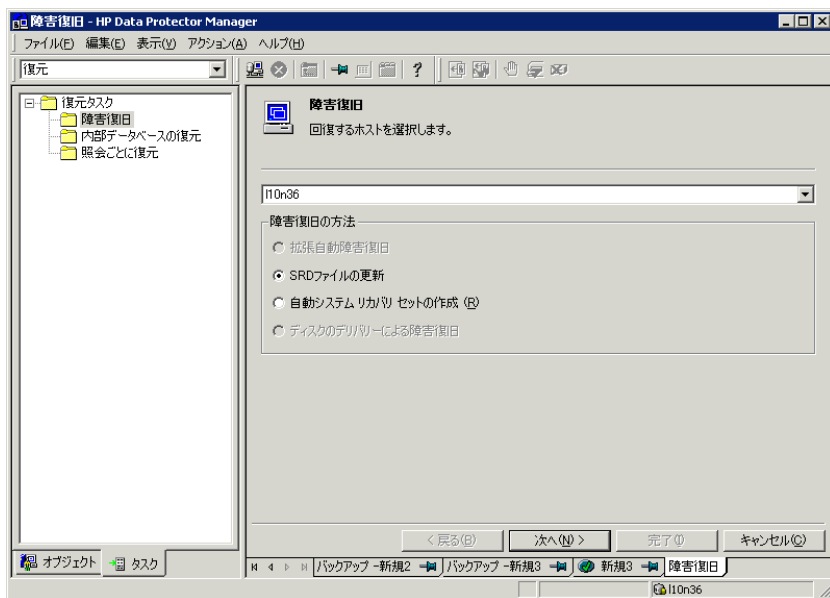 障害復旧 - HP Data Protector Manager
ファイル(F) 編集(E) 表示(V) アクション(A) ヘルプ(H)
復元
復元タスク
障害復旧
内部データベースの復元
照会ごとに復元
障害復旧
回復するホストを選択します。
l10n36
障害復旧の方法
拡張自動障害復旧
SRDファイルの更新
自動システム リカバリ セットの作成 (R)
ディスクのデリバリーによる障害復旧
< 戻る(B) 次へ(N) > 完了(I) キャンセル(C)
オブジェクト タスク
バックアップ -新規2 バックアップ -新規3 新規3 障害復旧
l10n36